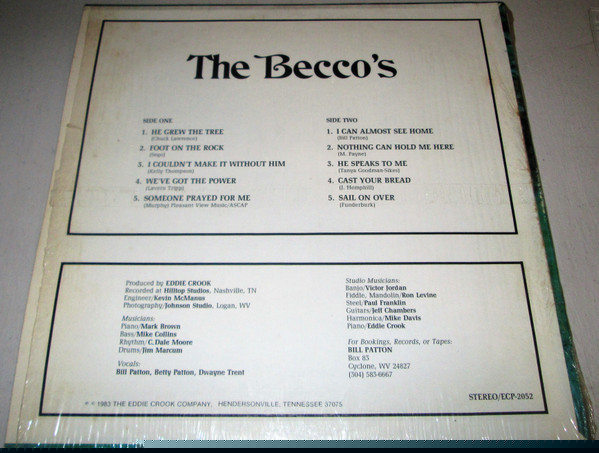 The Becco's
SIDE ONE
1. HE GREW THE TREE
(Chuck Lawrence)
2. FOOT ON THE ROCK
3. I COULDN'T MAKE IT WITHOUT HIM
(Kelly Thompson)
4. WE'VE GOT THE POWER
(Lavern Tripp)
5. SOMEONE PRAYED FOR ME
(Murphy) Pleasant View Music/ASCAP
SIDE TWO
1. I CAN ALMOST SEE HOME
(Bill Patton)
2. NOTHING CAN HOLD ME HERE
(M. Payne)
3. HE SPEAKS TO ME
(Tanya Goodman-Sikes)
4. CAST YOUR BREAD
(J. Hemphill)
5. SAIL ON OVER
(Funderburk)
Produced by EDDIE CROOK
Recorded at Hilltop Studios, Nashville, TN
Engineer/Kevin McManus
Photography/Johnson Studio, Logan, WV
Musicians:
Piano/Mark Brown
Bass/Mike Collins
Rhythm/C. Dale Moore
Drums/Jim Marcum
Vocals:
Bill Patton, Betty Patton, Dwayne Trent
Studio Musicians:
Banjo/Victor Jordan
Fiddle, Mandolin/Ron Levine
Steel/Paul Franklin
Guitars/Jeff Chambers
Harmonica/Mike Davis
Piano/Eddie Crook
For Bookings, Records, or Tapes:
BILL PATTON
Box 83
Cyclone, WV 24827
(304) 583-6667
℗ © 1983 THE EDDIE CROOK COMPANY, HENDERSONVILLE, TENNESSEE 37075
STEREO/ECP-2052